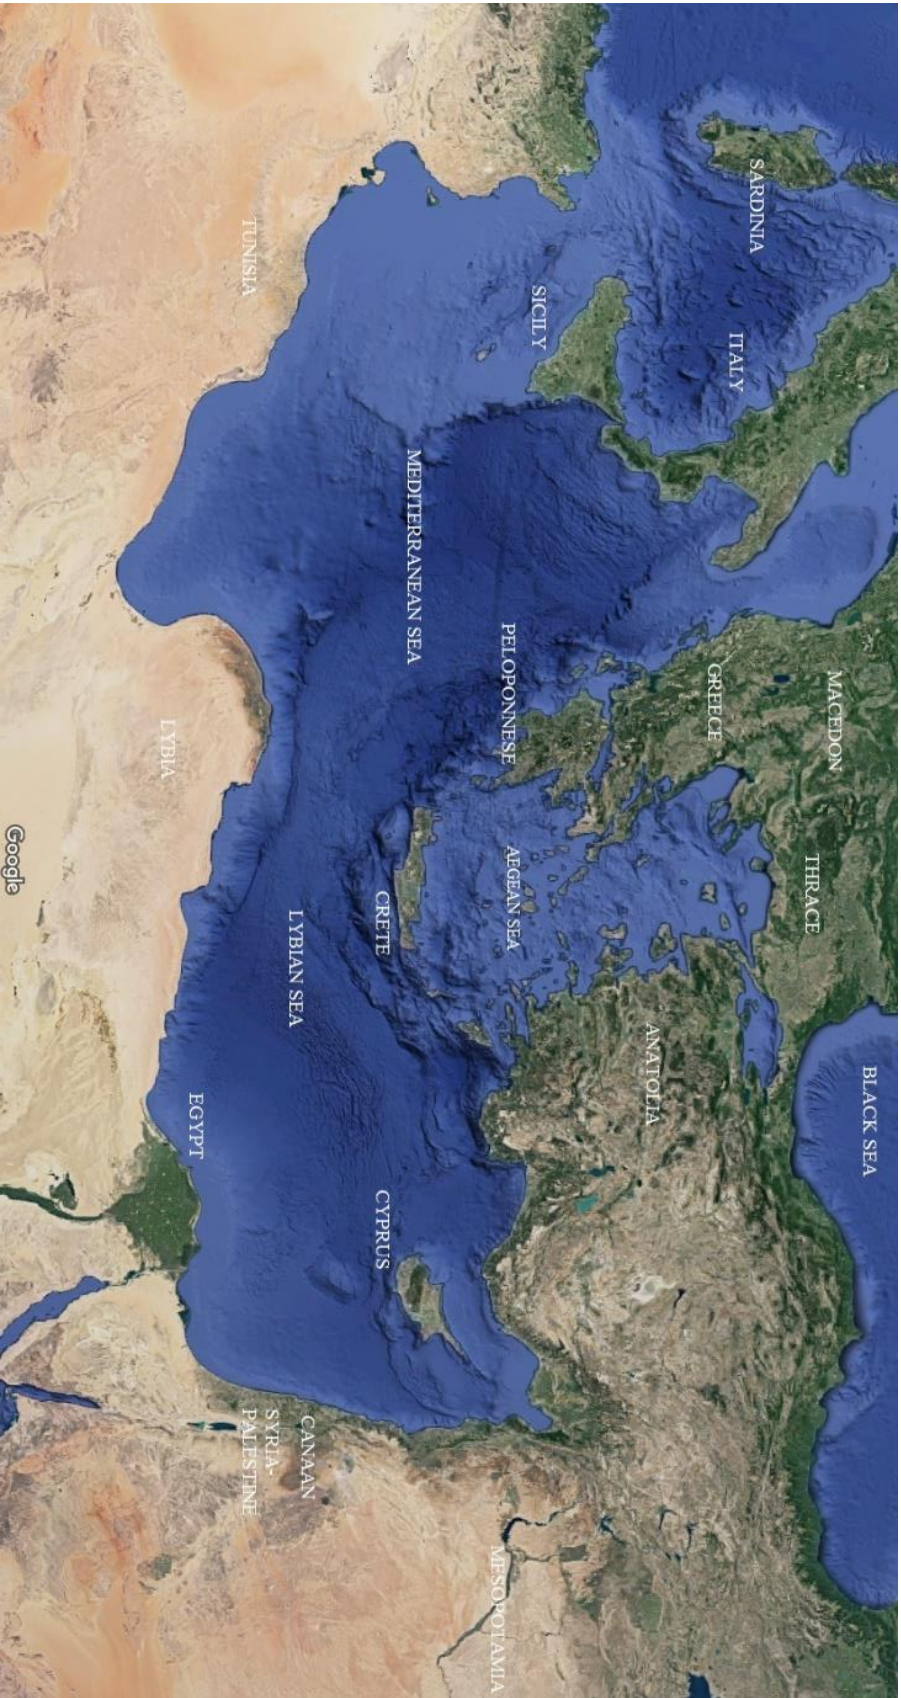 BLACK SEA
MACEDON
THRACE
SARDINIA
ITALY
GREECE
ANATOLIA
SICILY
PELOPONNESE
AEGEAN SEA
MESOPOTAMIA
MEDITERRANEAN SEA
CRETE
CYPRUS
LYBIAN SEA
CANAAN
SYRIA-
PALESTINE
TUNISIA
EGYPT
LYBIA
Google